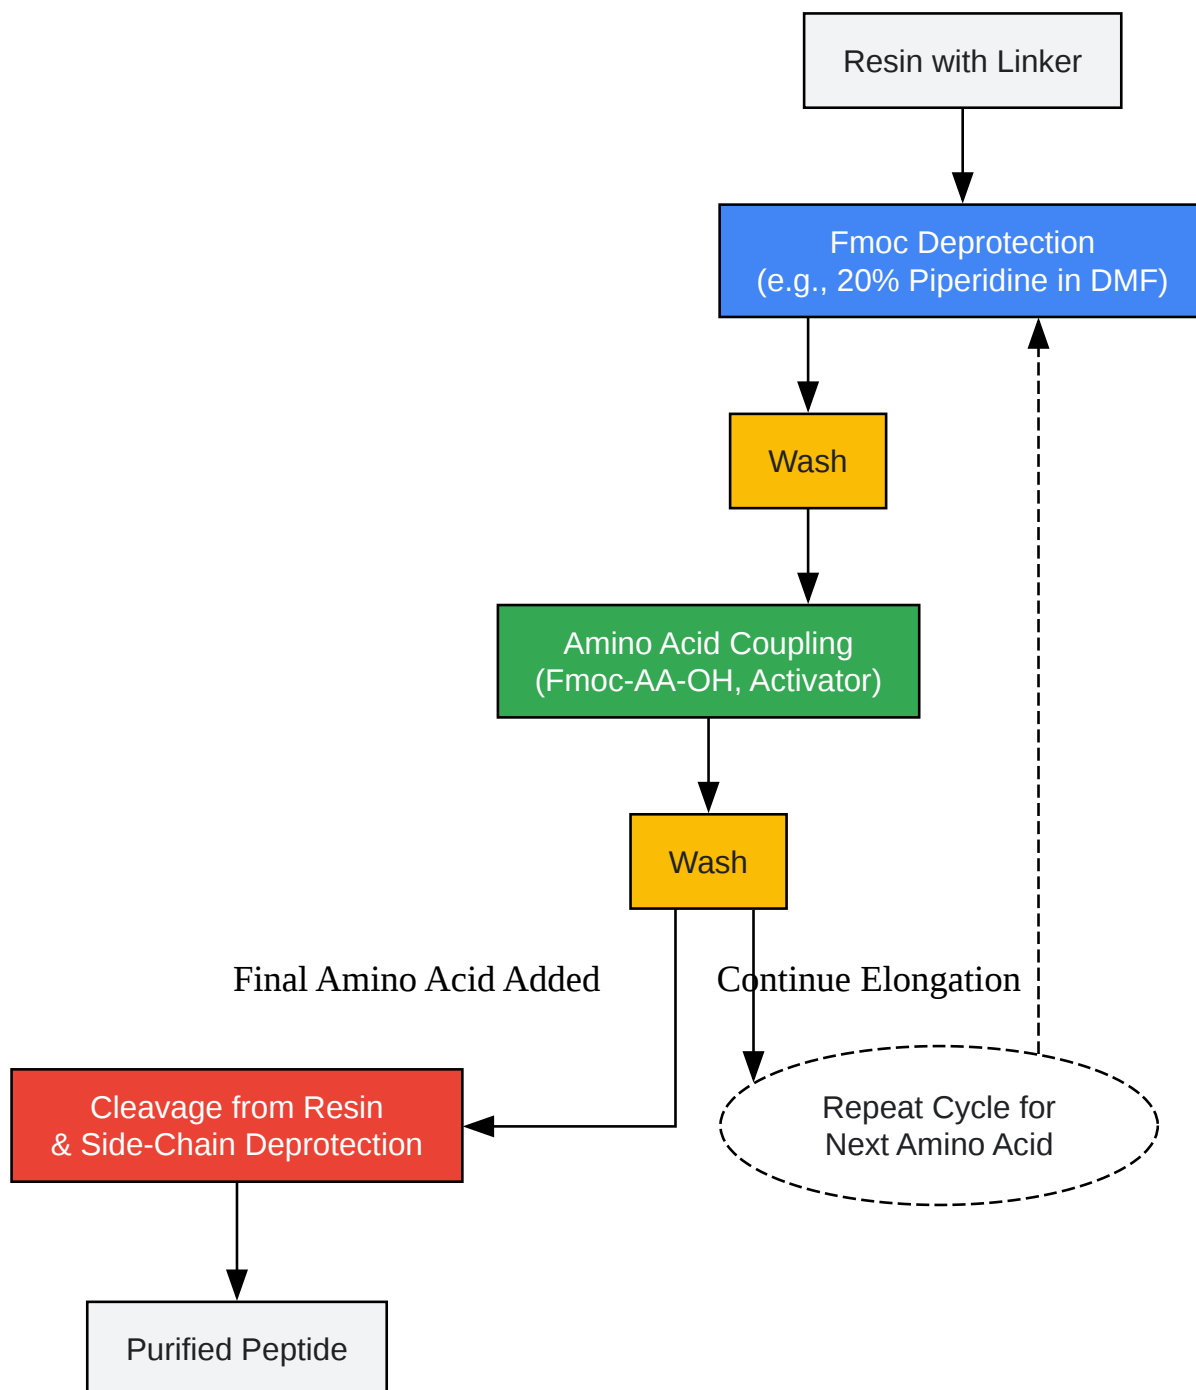 Resin with Linker
Fmoc Deprotection
(e.g., 20% Piperidine in DMF)
Wash
Amino Acid Coupling
(Fmoc-AA-OH, Activator)
Wash
Final Amino Acid Added
Continue Elongation
Cleavage from Resin
& Side-Chain Deprotection
Repeat Cycle for
Next Amino Acid
Purified Peptide